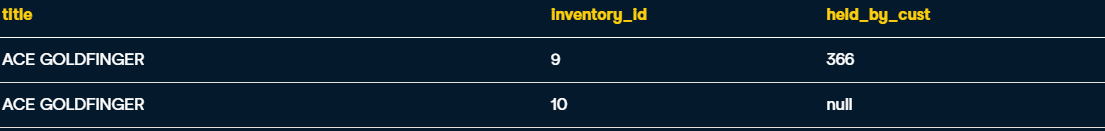 title inventory_id held_by_cust
ACE GOLDFINGER 9 366
ACE GOLDFINGER 10 null